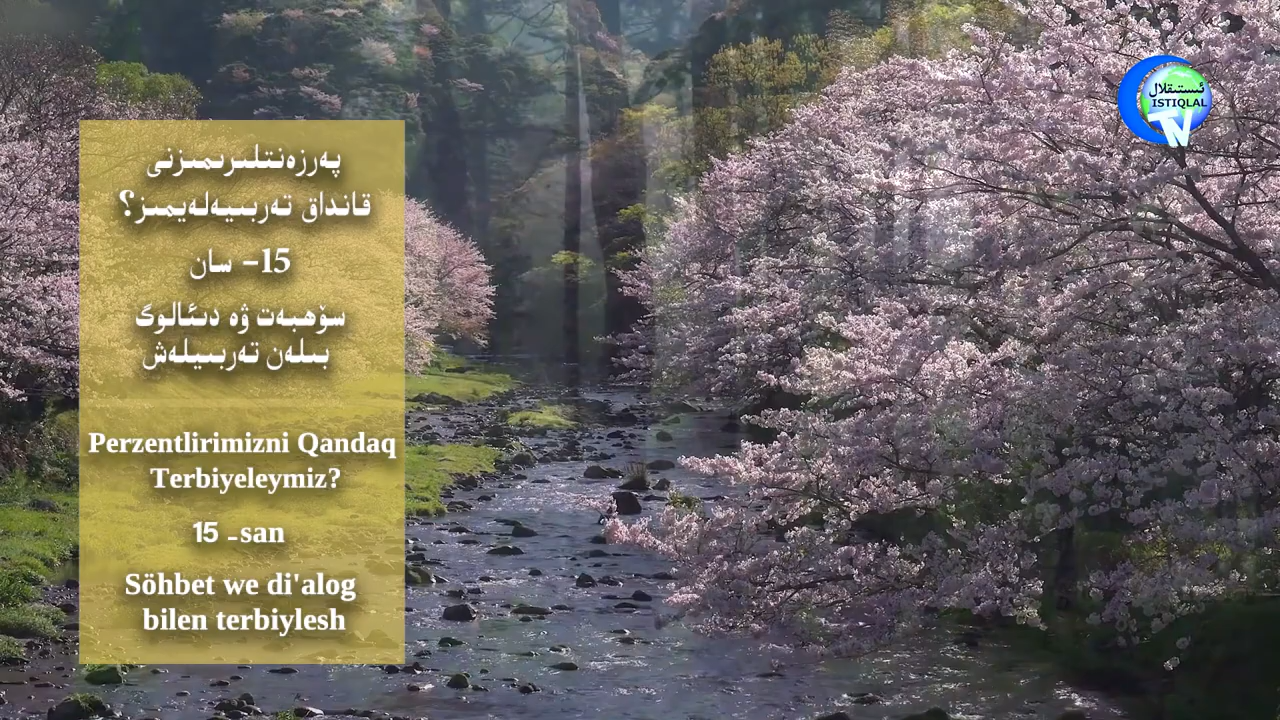 ئىستىقلال
ISTIQLAL
TV
پەرزەنتلىرىمىزنى
قانداق تەربىيەلەيمىز؟
15- سان
سۆھبەت ۋە دىئالوگ
بىلەن تەربىيلەش
Perzentlirimizni Qandaq
Terbiyeleymiz?
15 -san
Söhbet we di'alog
bilen terbiylesh